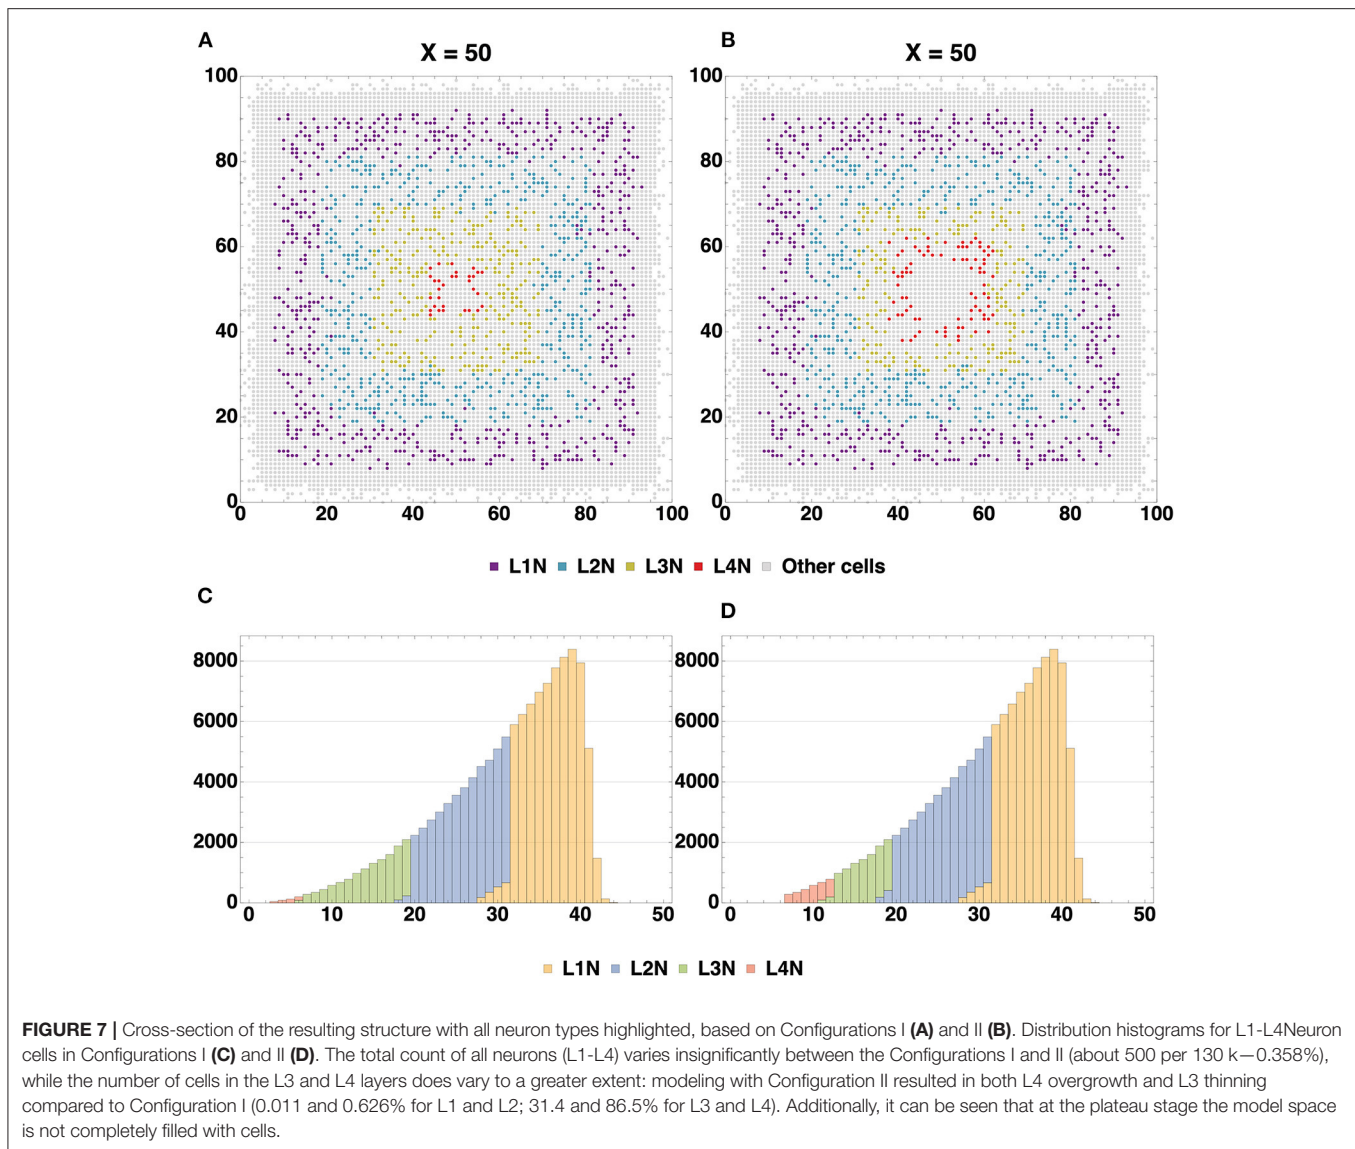 A
X = 50
100
80
60
40
20
0
0 20 40 60 80 100
B
X = 50
100
80
60
40
20
0
0 20 40 60 80 100
L1N L2N L3N L4N Other cells
C
8000
6000
4000
2000
0
0 10 20 30 40 50
D
8000
6000
4000
2000
0
0 10 20 30 40 50
L1N L2N L3N L4N
FIGURE 7 | Cross-section of the resulting structure with all neuron types highlighted, based on Configurations I (A) and II (B). Distribution histograms for L1-L4Neuron
cells in Configurations I (C) and II (D). The total count of all neurons (L1-L4) varies insignificantly between the Configurations I and II (about 500 per 130 k—0.358%),
while the number of cells in the L3 and L4 layers does vary to a greater extent: modeling with Configuration II resulted in both L4 overgrowth and L3 thinning
compared to Configuration I (0.011 and 0.626% for L1 and L2; 31.4 and 86.5% for L3 and L4). Additionally, it can be seen that at the plateau stage the model space
is not completely filled with cells.